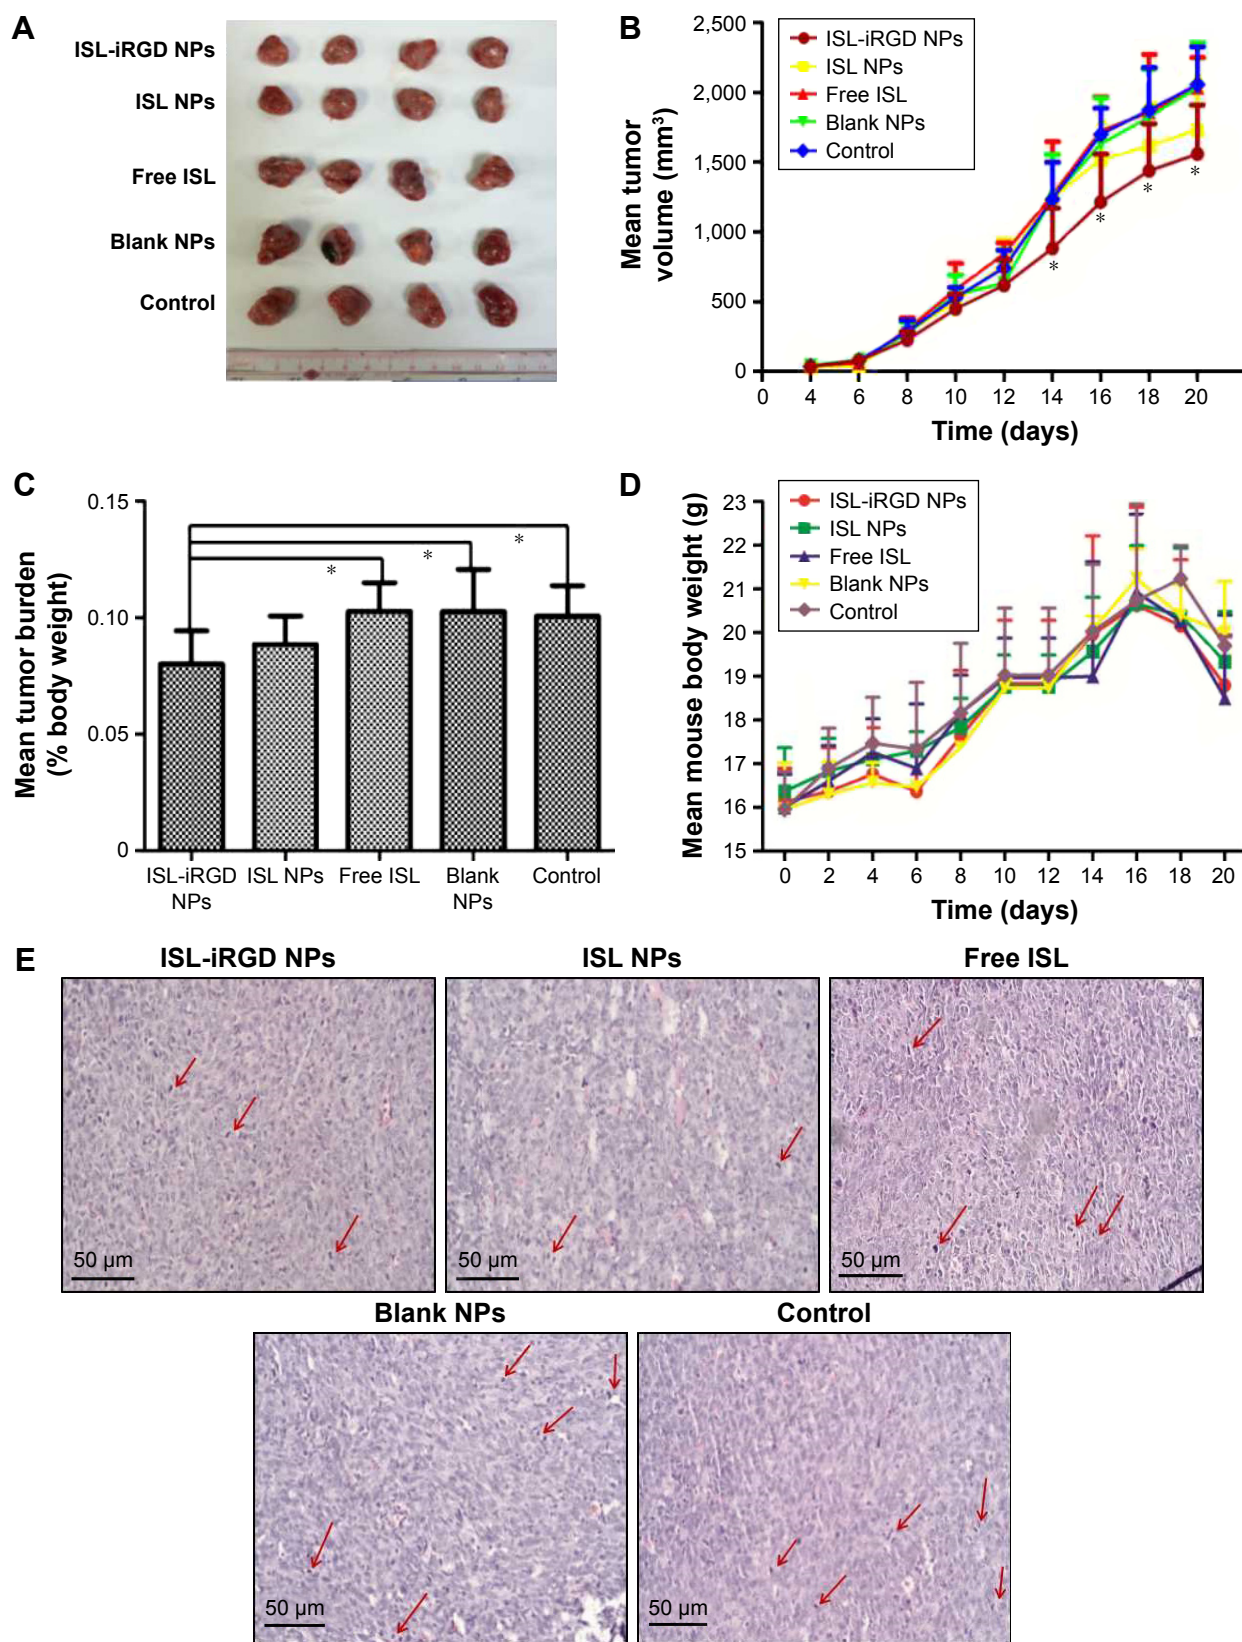 A
ISL-iRGD NPs
ISL NPs
Free ISL
Blank NPs
Control
B
Mean tumor
volume (mm³)
2,500
2,000
1,500
1,000
500
0
ISL-iRGD NPs
ISL NPs
Free ISL
Blank NPs
Control
* * * *
0 4 6 8 10 12 14 16 18 20
Time (days)
C
Mean tumor burden
(% body weight)
0.15
0.10
0.05
0
* * *
ISL-iRGD
NPs
ISL NPs
Free ISL
Blank
NPs
Control
D
Mean mouse body weight (g)
23
22
21
20
19
18
17
16
15
ISL-iRGD NPs
ISL NPs
Free ISL
Blank NPs
Control
0 2 4 6 8 10 12 14 16 18 20
Time (days)
E
ISL-iRGD NPs
50 µm
ISL NPs
50 µm
Free ISL
50 µm
Blank NPs
50 µm
Control
50 µm